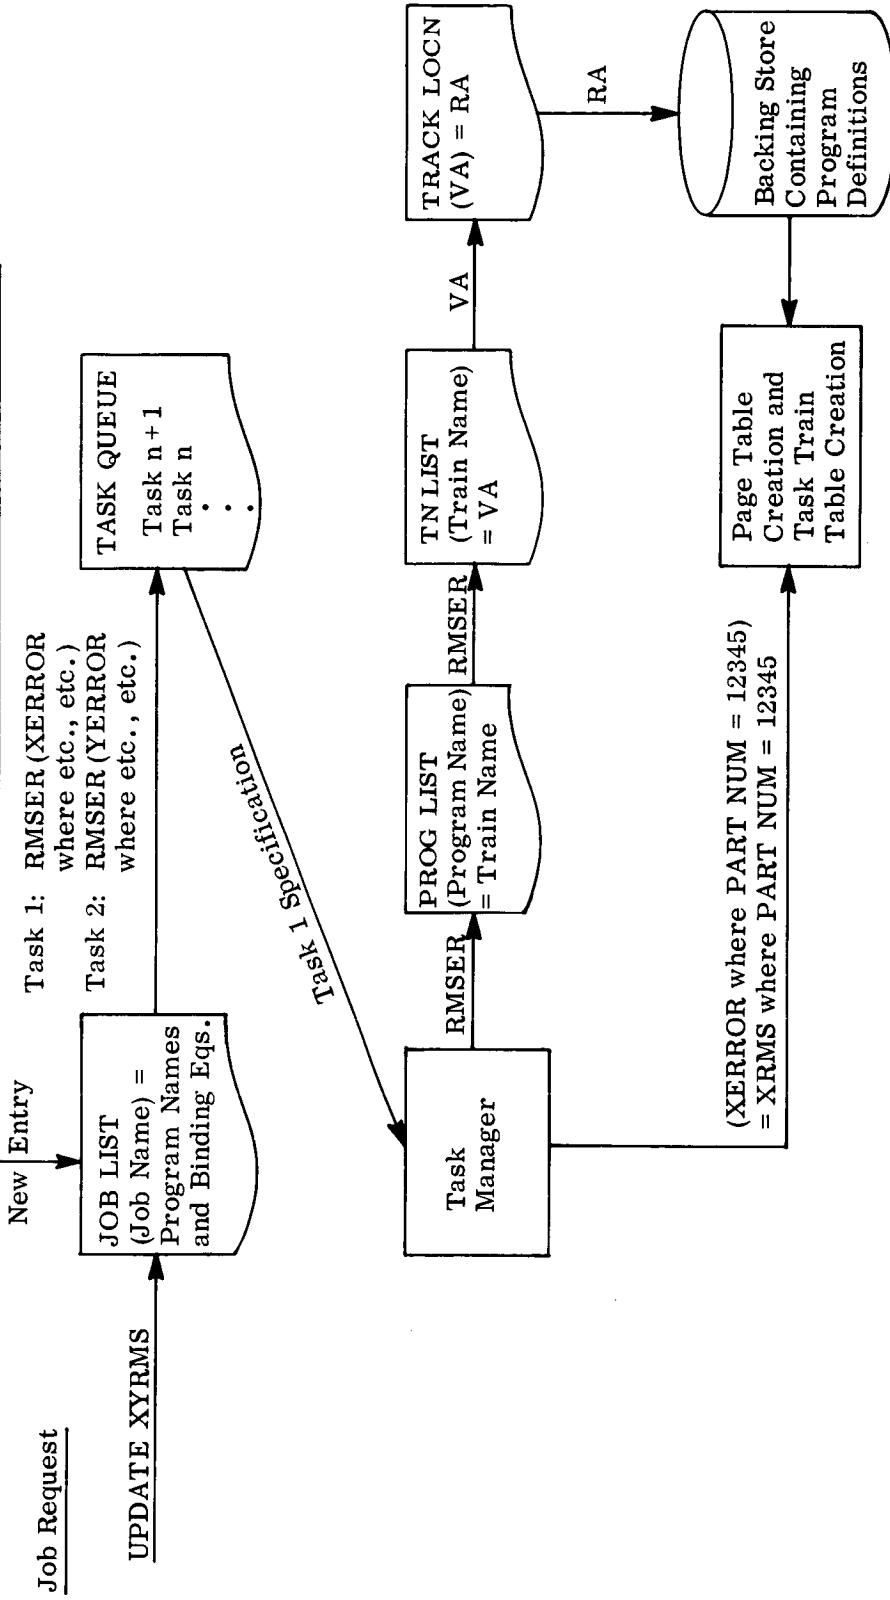 Job Request
UPDATE XYRMS
New Entry
JOB LIST
(Job Name) =
Program Names
and Binding Eqs.
Task 1: RMSER(XERROR
where etc., etc.)
Task 2: RMSER(YERROR
where etc., etc.)
TASK QUEUE
Task n+1
Task n
. . .
Task 1 Specification
Task
Manager
RMSER
PROG LIST
(Program Name)
= Train Name
RMSER
TN LIST
(Train Name)
= VA
VA
TRACK LOCN
(VA) = RA
RA
Backing Store
Containing
Program
Definitions
Page Table
Creation and
Task Train
Table Creation
(XERROR where PART NUM = 12345)
= XRMS where PART NUM = 12345